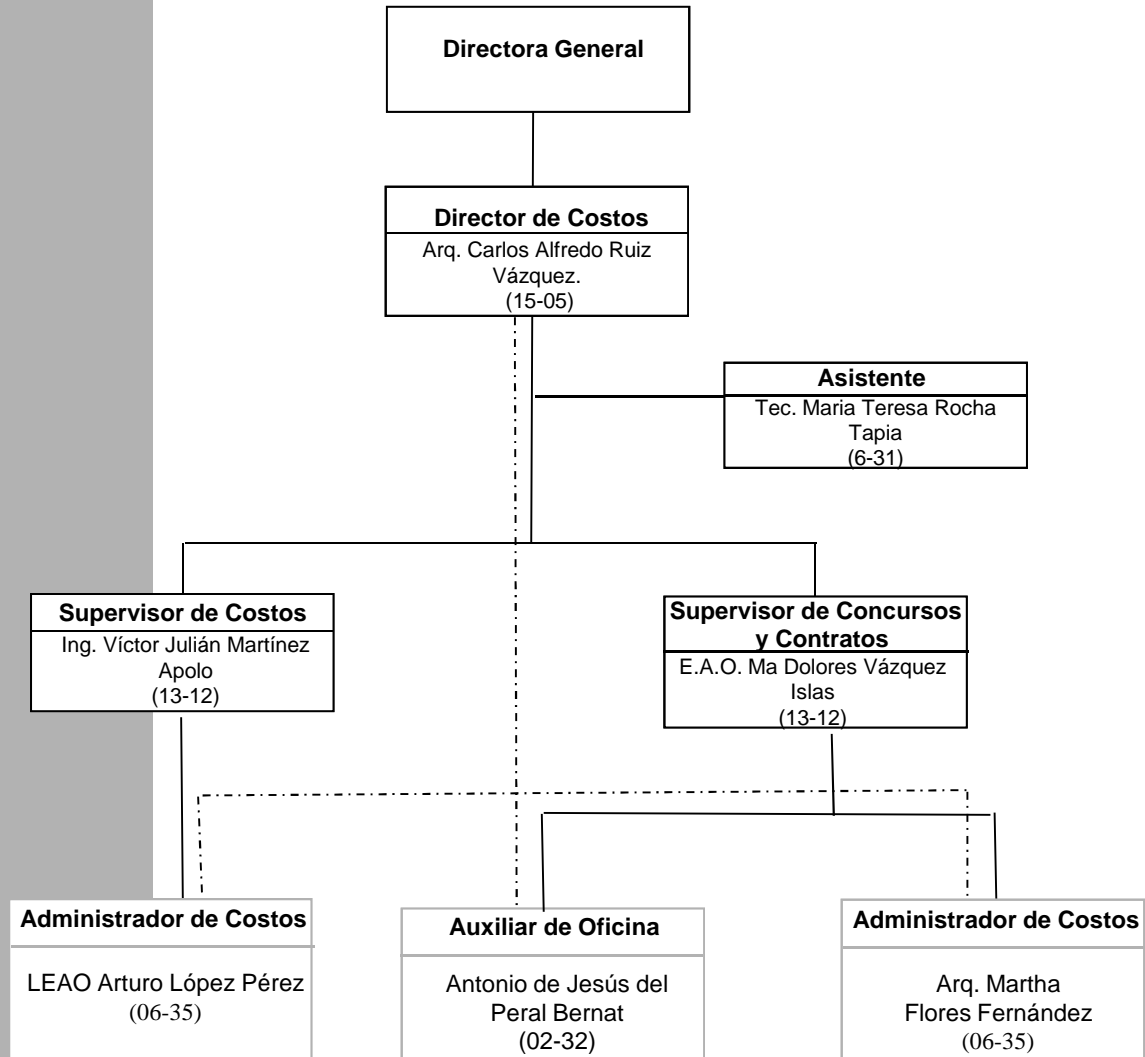 Directora General
Director de Costos
Arq. Carlos Alfredo Ruiz
Vázquez.
(15-05)
Asistente
Tec. Maria Teresa Rocha
Tapia
(6-31)
Supervisor de Costos
Ing. Víctor Julián Martínez
Apolo
(13-12)
Supervisor de Concursos
y Contratos
E.A.O. Ma Dolores Vázquez
Islas
(13-12)
Administrador de Costos
LEAO Arturo López Pérez
(06-35)
Auxiliar de Oficina
Antonio de Jesús del
Peral Bernat
(02-32)
Administrador de Costos
Arq. Martha
Flores Fernández
(06-35)